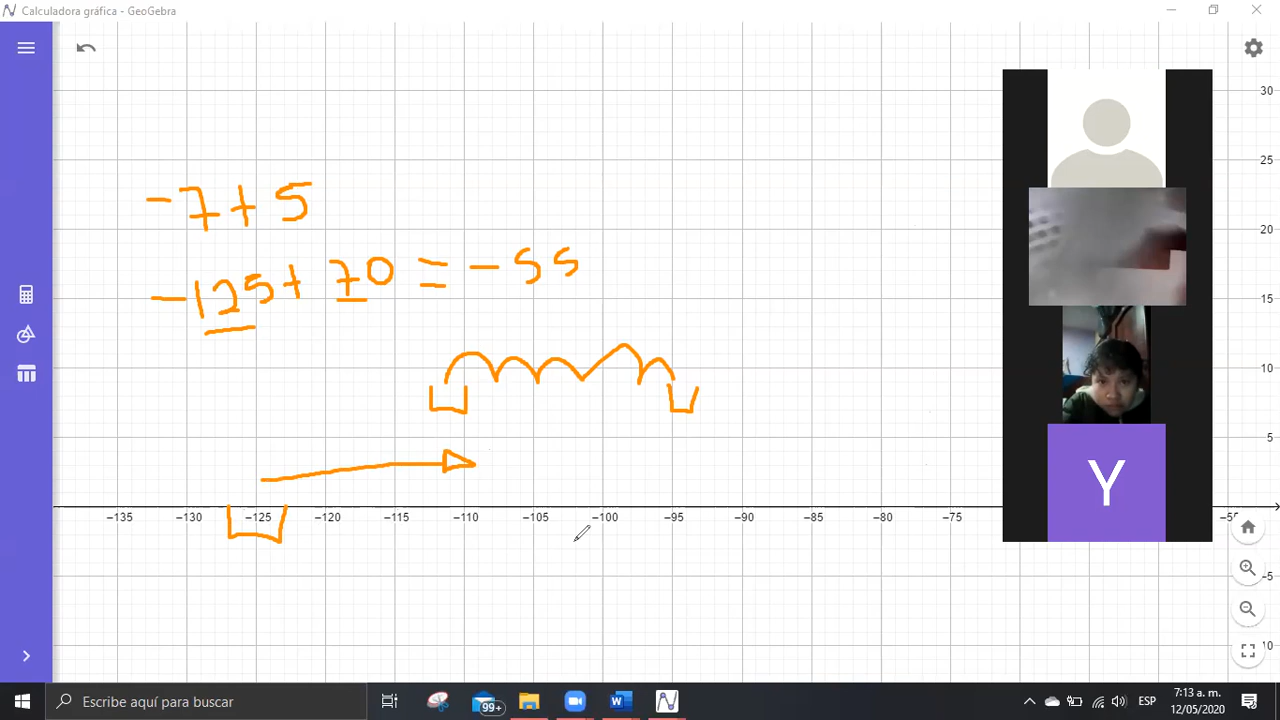 Calculadora gráfica - GeoGebra
-7+5
-125+70=-55
30
25
20
15
10
5
-135 -130 -125 -120 -115 -110 -105 -100 -95 -90 -85 -80 -75
-5
10
Y
Escribe aquí para buscar
99+
ESP
7:13 a. m.
12/05/2020